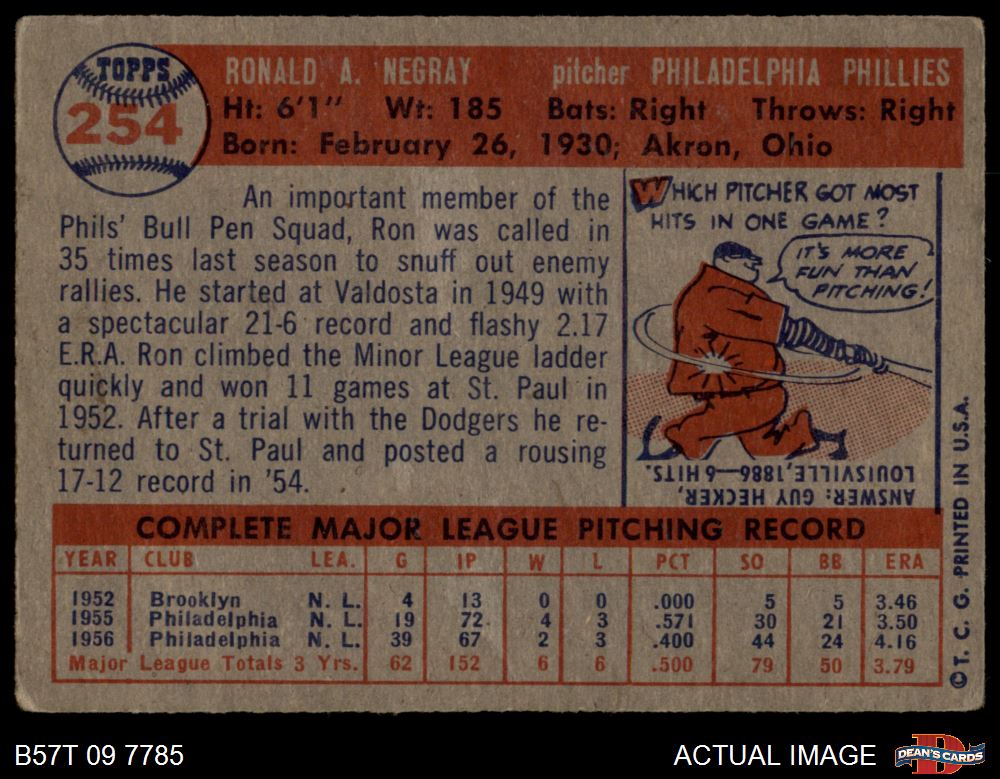 TOPPS
254
RONALD A. NEGRAY pitcher PHILADELPHIA PHILLIES
Ht: 6'1" Wt: 185 Bats: Right Throws: Right
Born: February 26, 1930; Akron, Ohio
An important member of the
Phils' Bull Pen Squad, Ron was called in
35 times last season to snuff out enemy
rallies. He started at Valdosta in 1949 with
a spectacular 21-6 record and flashy 2.17
E.R.A. Ron climbed the Minor League ladder
quickly and won 11 games at St. Paul in
1952. After a trial with the Dodgers he re-
turned to St. Paul and posted a rousing
17-12 record in '54.
WHICH PITCHER GOT MOST
HITS IN ONE GAME?
IT'S MORE
FUN THAN
PITCHING!
ANSWER: GUY HECKER,
LOUISVILLE, 1886—6 HITS.
COMPLETE MAJOR LEAGUE PITCHING RECORD
YEAR CLUB LEA. G IP W L PCT SO BB ERA
1952 Brooklyn N. L. 4 13 0 0 .000 5 5 3.46
1955 Philadelphia N. L. 19 72 4 3 .571 30 21 3.50
1956 Philadelphia N. L. 39 67 2 3 .400 44 24 4.16
Major League Totals 3 Yrs. 62 152 6 6 .500 79 50 3.79
©T. C. G. PRINTED IN U.S.A.
B57T 09 7785
ACTUAL IMAGE
DEAN'S CARDS